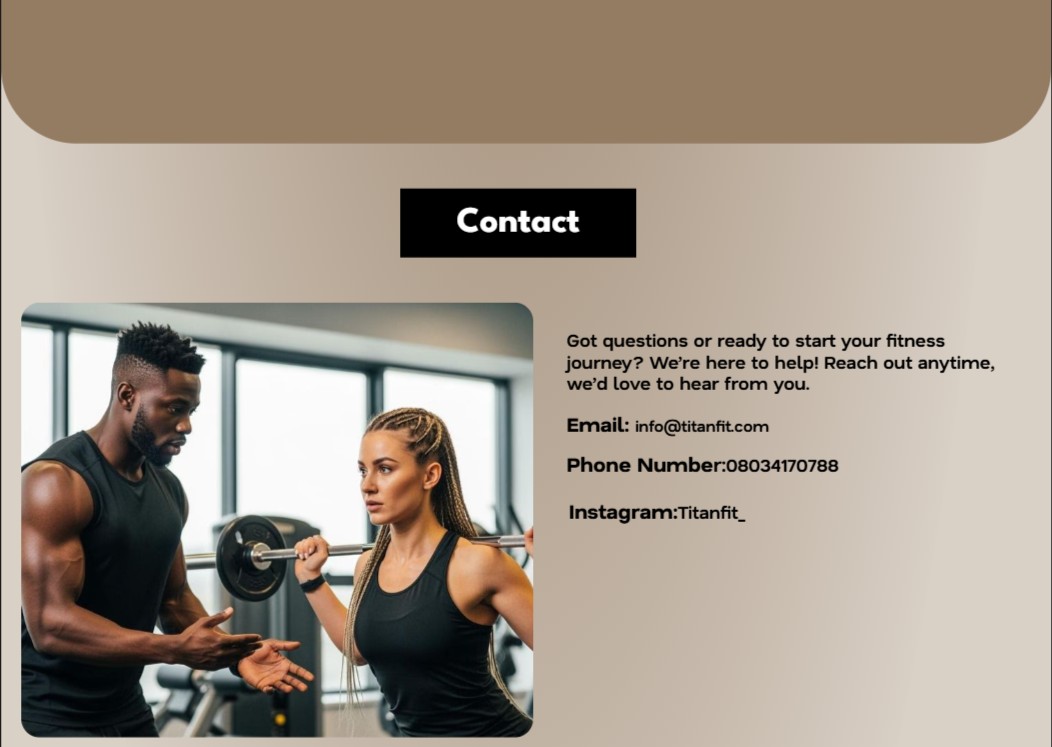 Contact
Got questions or ready to start your fitness
journey? We’re here to help! Reach out anytime,
we’d love to hear from you.
Email: info@titanfit.com
Phone Number:08034170788
Instagram:Titanfit_